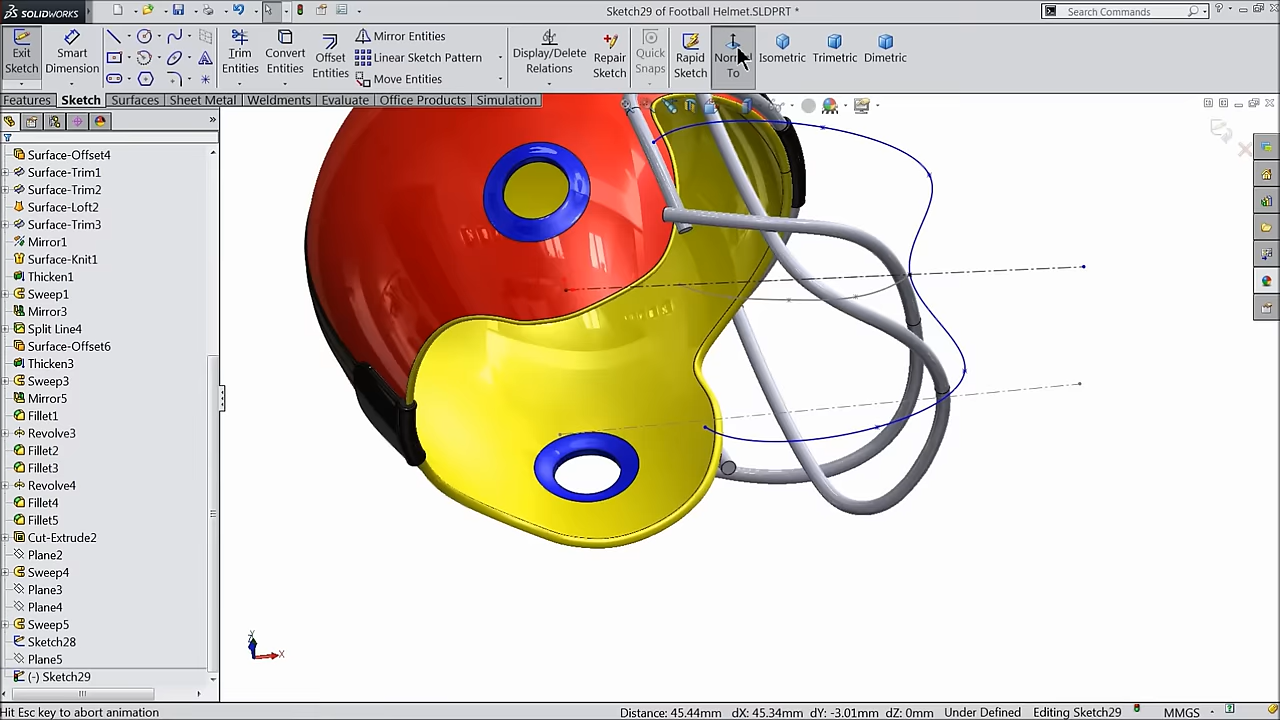 SOLIDWORKS
Sketch29 of Football Helmet.SLDPRT *
Search Commands
Exit Sketch
Smart Dimension
Trim Entities
Convert Entities
Offset Entities
Mirror Entities
Linear Sketch Pattern
Move Entities
Display/Delete Relations
Repair Sketch
Quick Snaps
Rapid Sketch
Normal To
Isometric
Trimetric
Dimetric
Features
Sketch
Surfaces
Sheet Metal
Weldments
Evaluate
Office Products
Simulation
Surface-Offset4
Surface-Trim1
Surface-Trim2
Surface-Loft2
Surface-Trim3
Mirror1
Surface-Knit1
Thicken1
Sweep1
Mirror3
Split Line4
Surface-Offset6
Thicken3
Sweep3
Mirror5
Fillet1
Revolve3
Fillet2
Fillet3
Revolve4
Fillet4
Fillet5
Cut-Extrude2
Plane2
Sweep4
Plane3
Plane4
Sweep5
Sketch28
Plane5
(-) Sketch29
Y
X
Hit Esc key to abort animation
Distance: 45.44mm dX: 45.34mm dY: -3.01mm dZ: 0mm
Under Defined
Editing Sketch29
MMGS